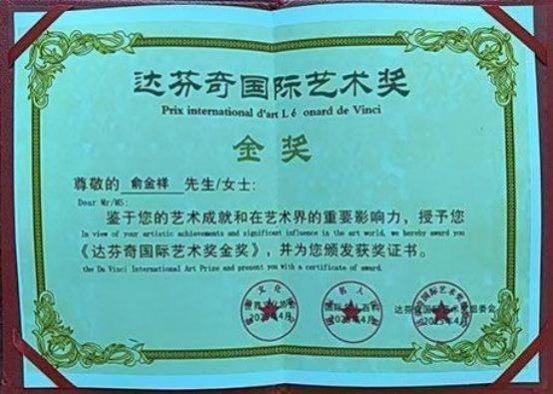 达芬奇国际艺术奖
Prix international d'art Lé onard de Vinci
金奖
尊敬的 俞金祥 先生/女士:
Dear Mr/MS:
鉴于您的艺术成就和在艺术界的重要影响力，授予您
In view of your artistic achievements and significant influence in the art world, we hereby award you
《达芬奇国际艺术奖金奖》，并为您颁发获奖证书。
the Da Vinci International Art Prize and present you with a certificate of award.